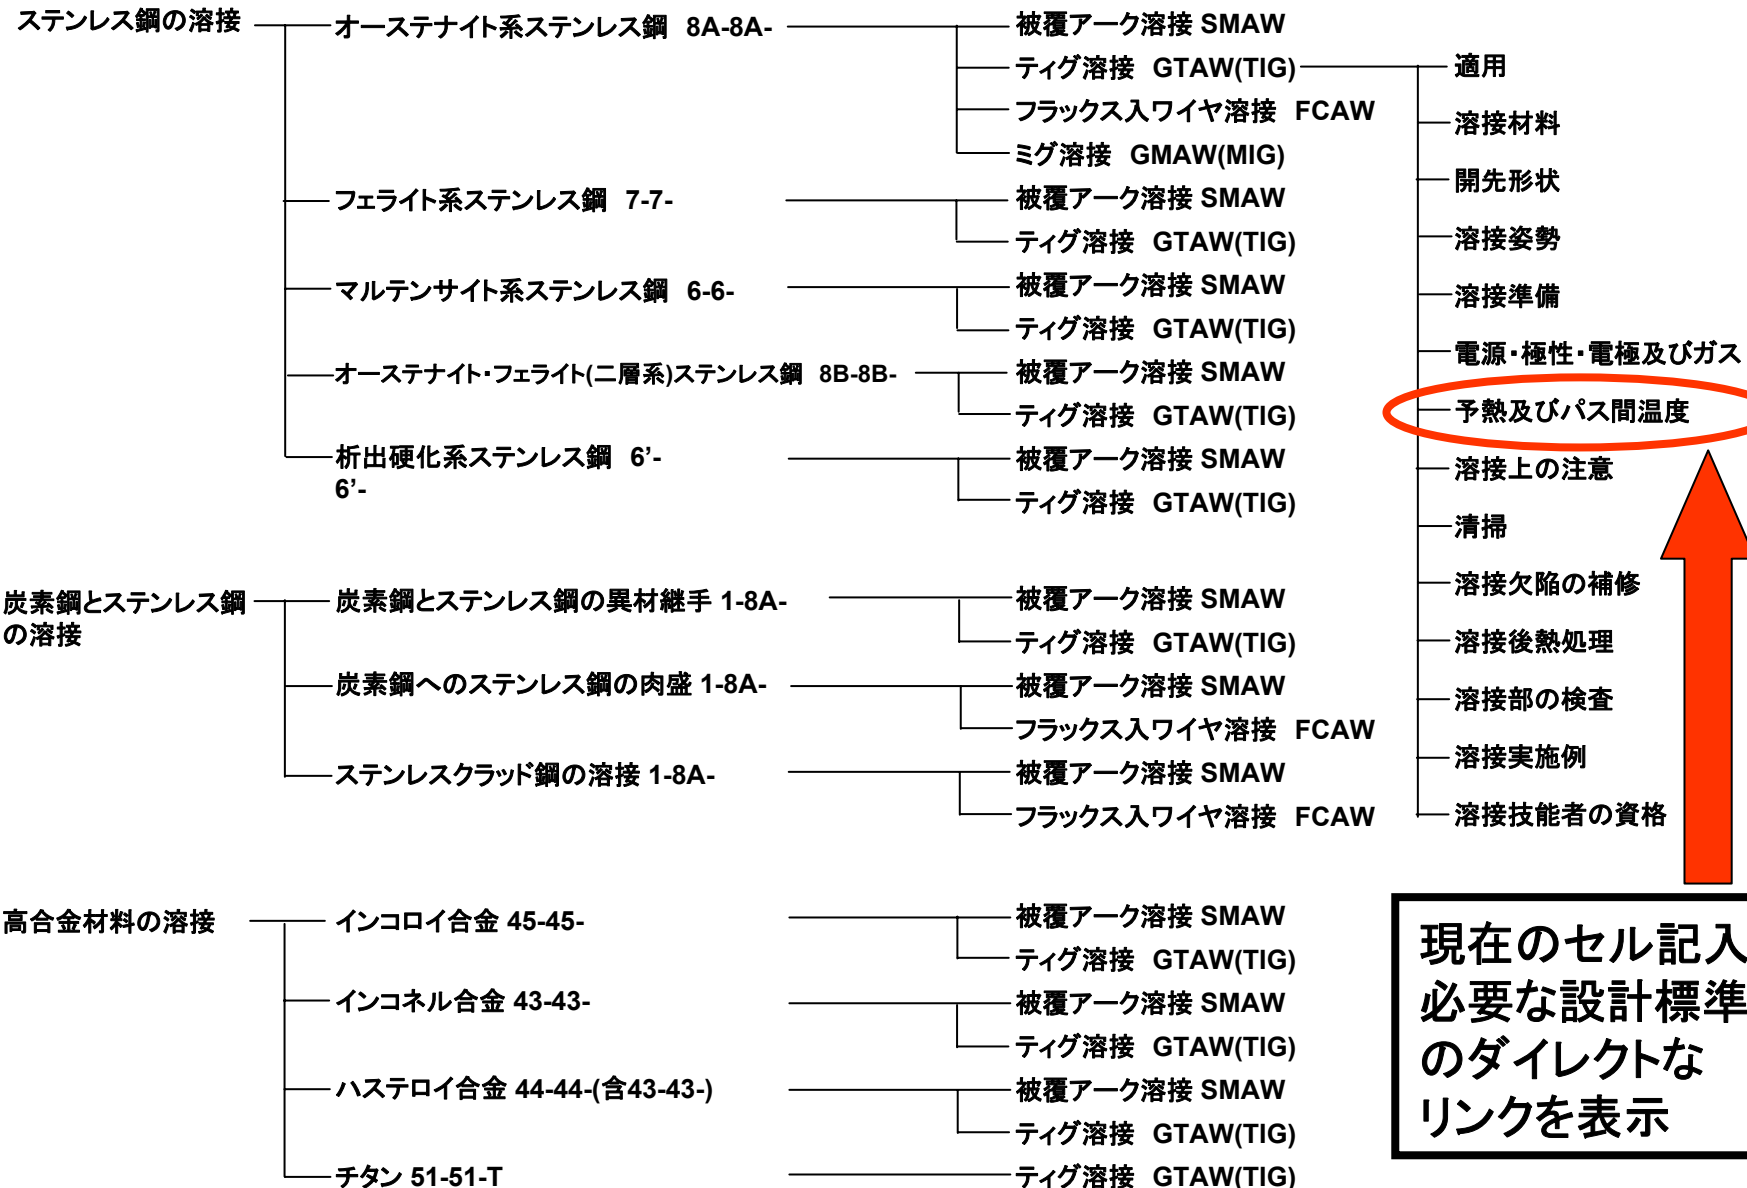 ステンレス鋼の溶接
オーステナイト系ステンレス鋼 8A-8A-
被覆アーク溶接 SMAW
ティグ溶接 GTAW(TIG)
フラックス入ワイヤ溶接 FCAW
ミグ溶接 GMAW(MIG)
フェライト系ステンレス鋼 7-7-
被覆アーク溶接 SMAW
ティグ溶接 GTAW(TIG)
マルテンサイト系ステンレス鋼 6-6-
被覆アーク溶接 SMAW
ティグ溶接 GTAW(TIG)
オーステナイト・フェライト(二層系)ステンレス鋼 8B-8B-
被覆アーク溶接 SMAW
ティグ溶接 GTAW(TIG)
析出硬化系ステンレス鋼 6’-
6’-
被覆アーク溶接 SMAW
ティグ溶接 GTAW(TIG)
適用
溶接材料
開先形状
溶接姿勢
溶接準備
電源・極性・電極及びガス
予熱及びパス間温度
溶接上の注意
清掃
溶接欠陥の補修
溶接後熱処理
溶接部の検査
溶接実施例
溶接技能者の資格
炭素鋼とステンレス鋼
の溶接
炭素鋼とステンレス鋼の異材継手 1-8A-
被覆アーク溶接 SMAW
ティグ溶接 GTAW(TIG)
炭素鋼へのステンレス鋼の肉盛 1-8A-
被覆アーク溶接 SMAW
フラックス入ワイヤ溶接 FCAW
ステンレスクラッド鋼の溶接 1-8A-
被覆アーク溶接 SMAW
フラックス入ワイヤ溶接 FCAW
高合金材料の溶接
インコロイ合金 45-45-
被覆アーク溶接 SMAW
ティグ溶接 GTAW(TIG)
インコネル合金 43-43-
被覆アーク溶接 SMAW
ティグ溶接 GTAW(TIG)
ハステロイ合金 44-44-(含43-43-)
被覆アーク溶接 SMAW
ティグ溶接 GTAW(TIG)
チタン 51-51-T
ティグ溶接 GTAW(TIG)
現在のセル記入
必要な設計標準
のダイレクトな
リンクを表示